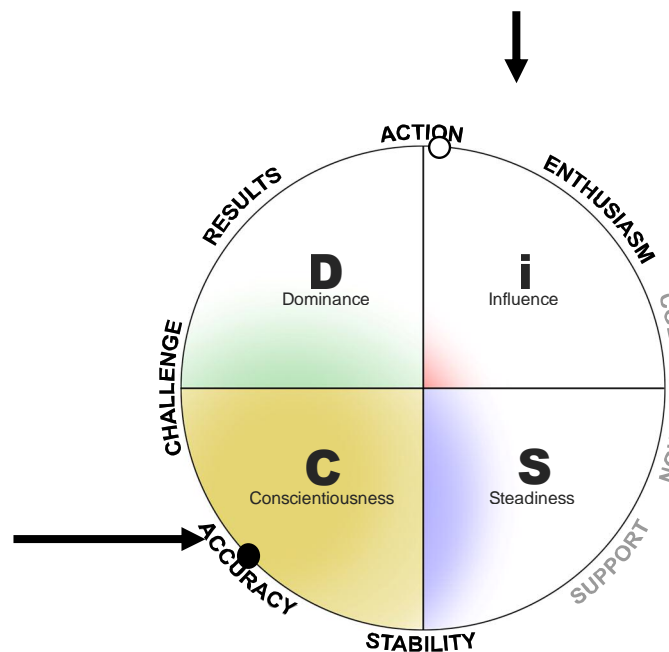 ACTION
RESULTS
ENTHUSIASM
D
Dominance
i
Influence
CHALLENGE
C
Conscientiousness
S
Steadiness
ACCURACY
SUPPORT
STABILITY